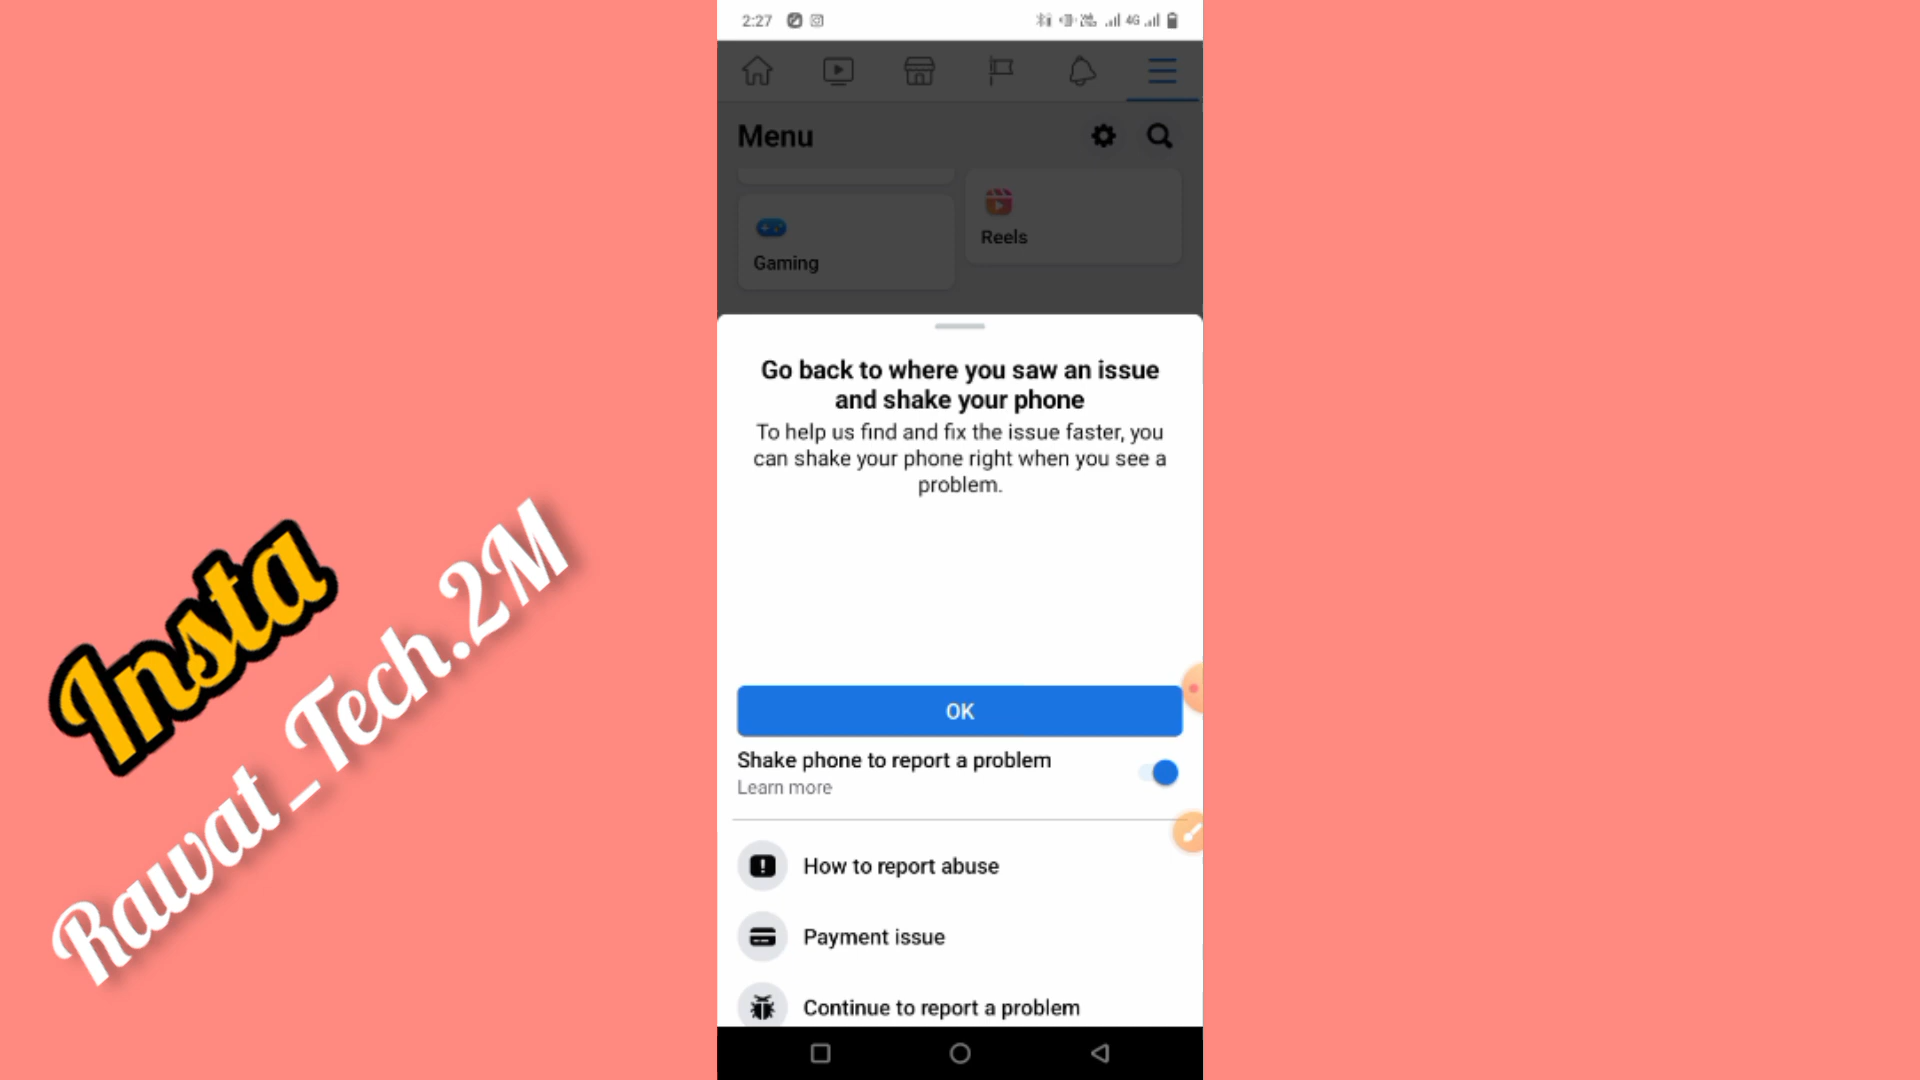 2:27
4G
Menu
Reels
Gaming
Go back to where you saw an issue
and shake your phone
To help us find and fix the issue faster, you
can shake your phone right when you see a
problem.
OK
Shake phone to report a problem
Learn more
How to report abuse
Payment issue
Continue to report a problem
Insta
Rawat_Tech.2M